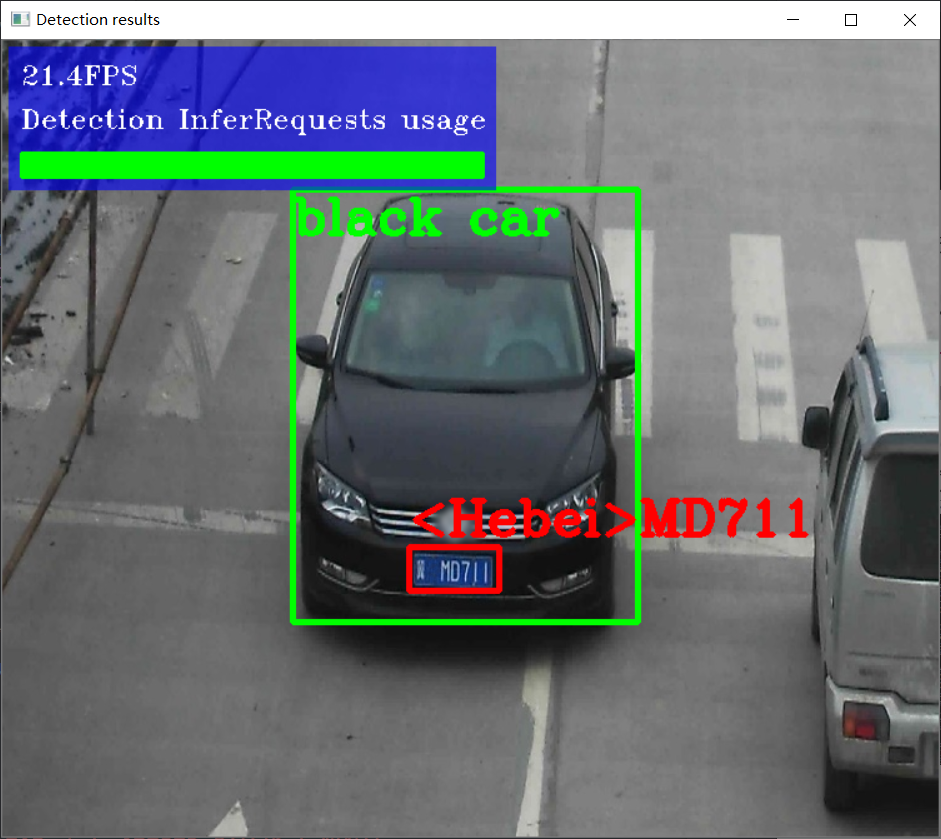 Detection results
21.4FPS
Detection InferRequests usage
black car
<Hebei>MD711
冀 MD711